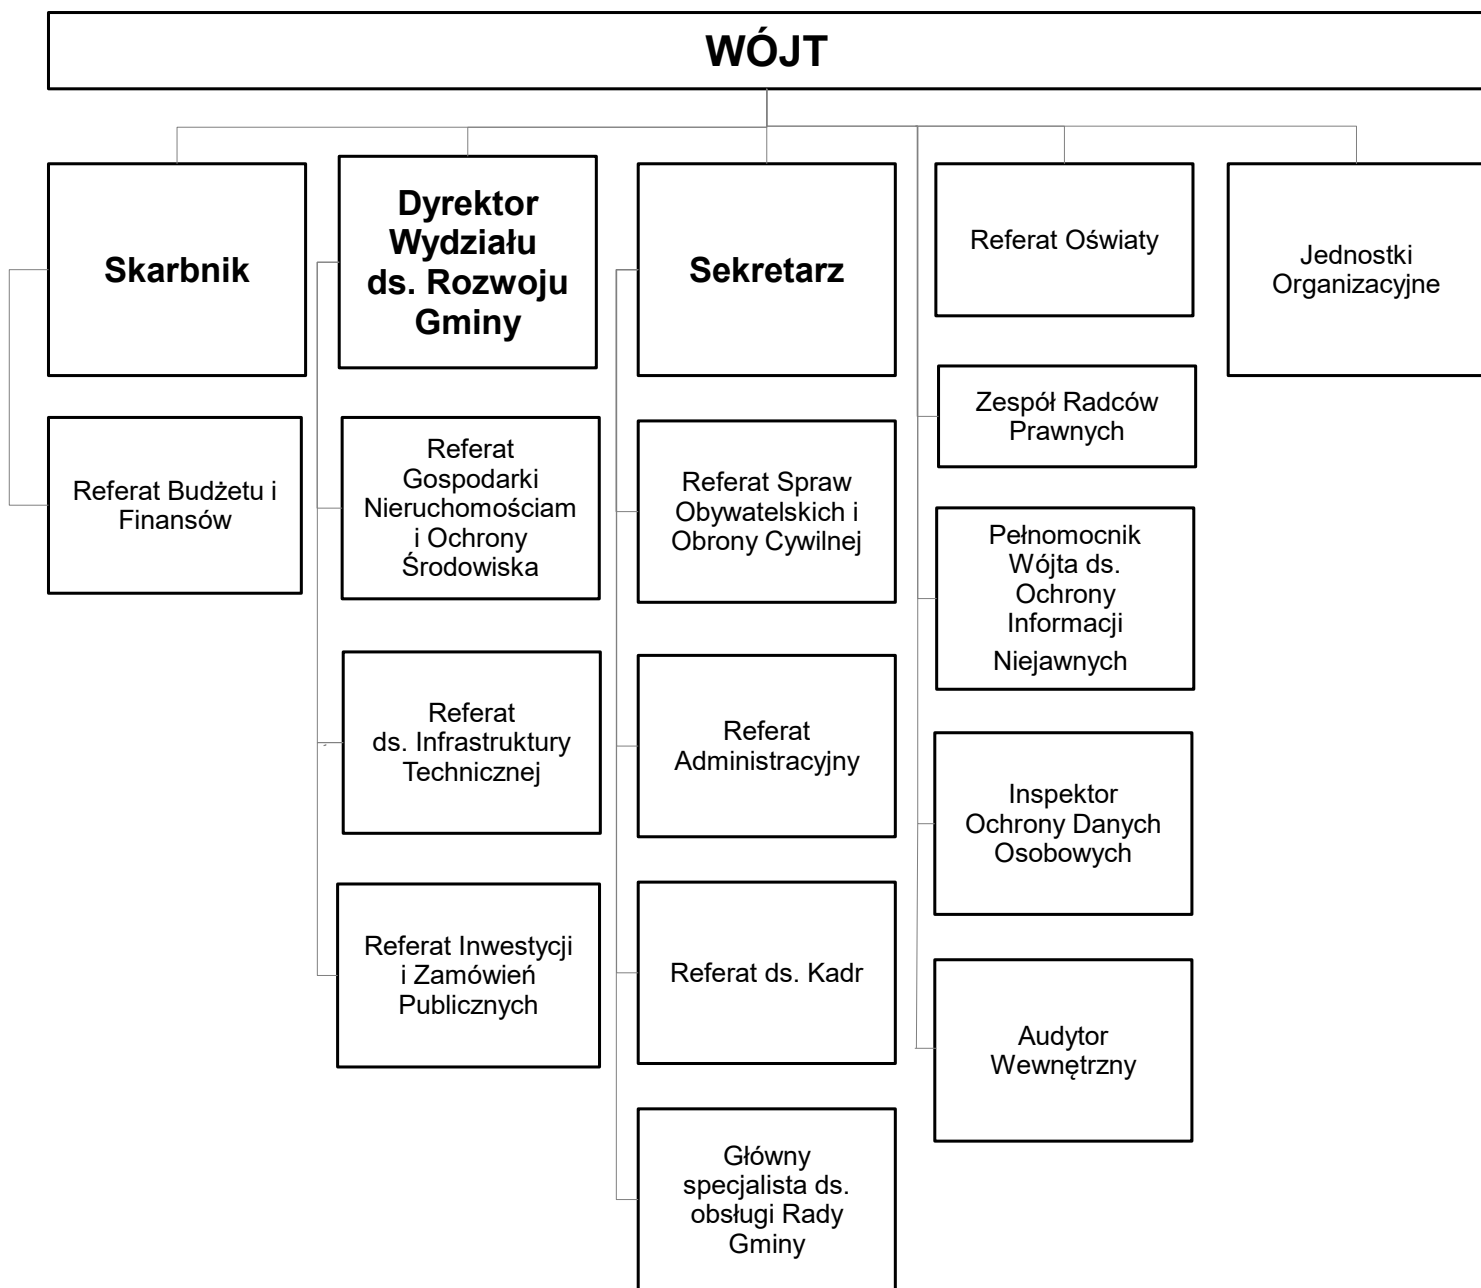 WÓJT
Skarbnik
Dyrektor
Wydziału
ds. Rozwoju
Gminy
Sekretarz
Referat Oświaty
Jednostki
Organizacyjne
Zespół Radców
Prawnych
Referat Budżetu i
Finansów
Referat
Gospodarki
Nieruchomościam
i Ochrony
Środowiska
Referat Spraw
Obywatelskich i
Obrony Cywilnej
Pełnomocnik
Wójta ds.
Ochrony
Informacji
Niejawnych
Referat
ds. Infrastruktury
Technicznej
Referat
Administracyjny
Inspektor
Ochrony Danych
Osobowych
Referat Inwestycji
i Zamówień
Publicznych
Referat ds. Kadr
Audytor
Wewnętrzny
Główny
specjalista ds.
obsługi Rady
Gminy